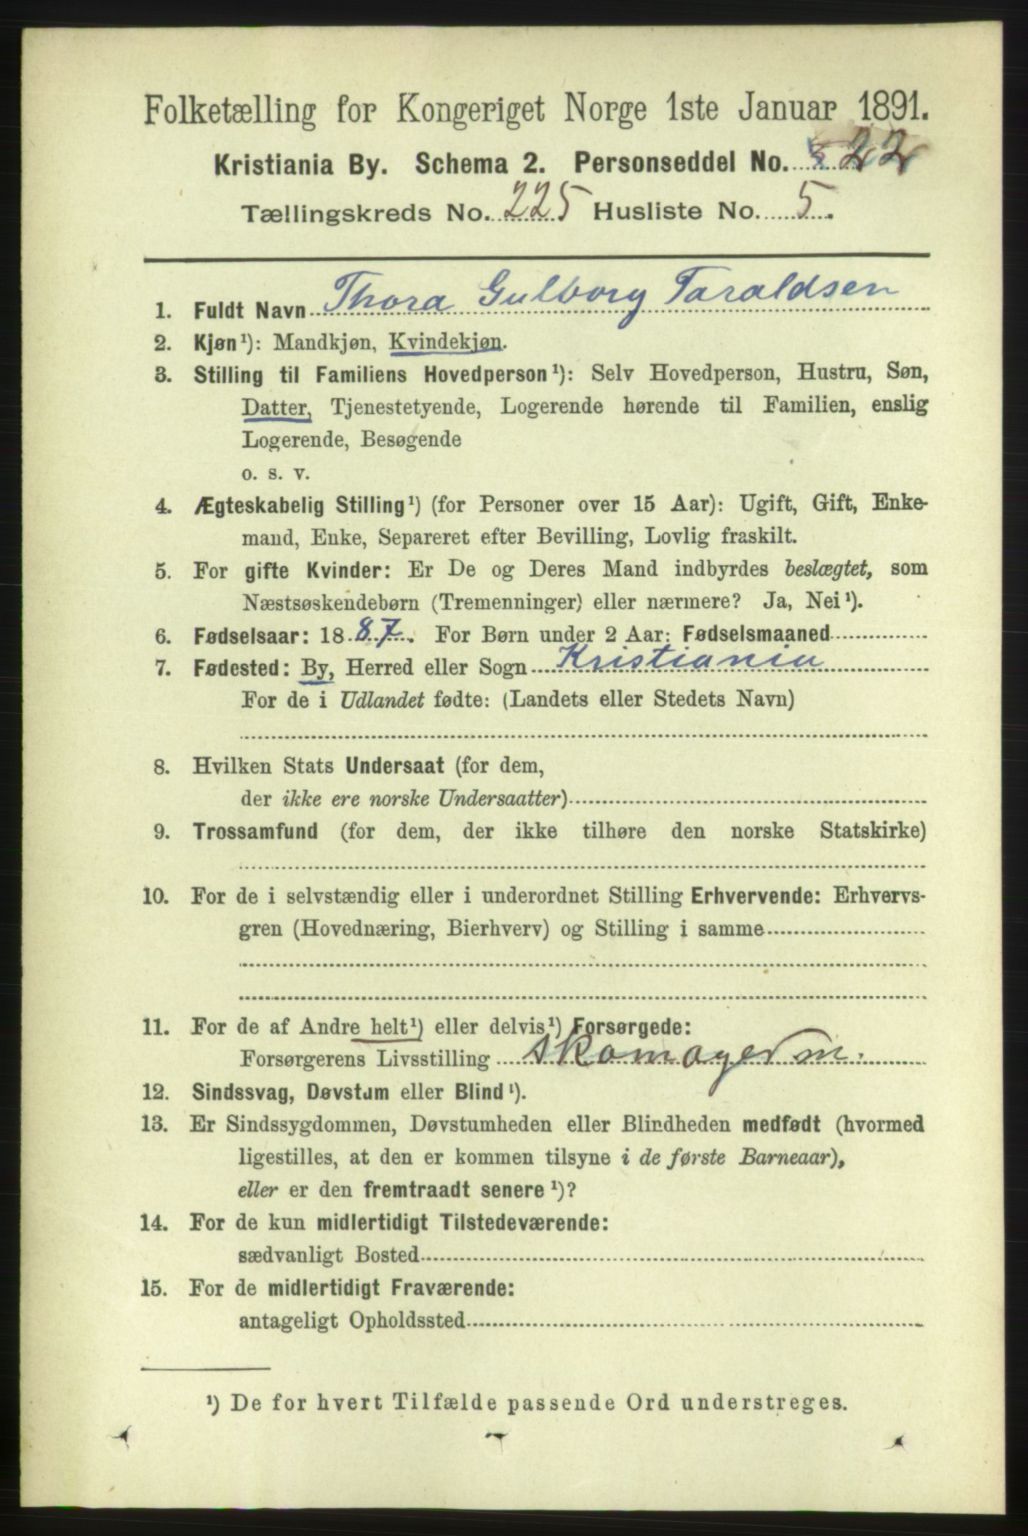 Folketælling for Kongeriget Norge 1ste Januar 1891.
Kristiania By. Schema 2. Personseddel No. 22
Tællingskreds No. 225 Husliste No. 5.
1. Fuldt Navn Thora Gulborg Taraldsen
2. Kjøn¹): Mandkjøn, Kvindekjøn.
3. Stilling til Familiens Hovedperson¹): Selv Hovedperson, Hustru, Søn,
Datter, Tjenestetyende, Logerende hørende til Familien, enslig
Logerende, Besøgende
o. s. v.
4. Ægteskabelig Stilling¹) (for Personer over 15 Aar): Ugift, Gift, Enke-
mand, Enke, Separeret efter Bevilling, Lovlig fraskilt.
5. For gifte Kvinder: Er De og Deres Mand indbyrdes beslægtet, som
Næstsøskendebørn (Tremenninger) eller nærmere? Ja, Nei¹).
6. Fødselsaar: 1887. For Børn under 2 Aar: Fødselsmaaned
7. Fødested: By, Herred eller Sogn Kristiania
For de i Udlandet fødte: (Landets eller Stedets Navn)
8. Hvilken Stats Undersaat (for dem,
der ikke ere norske Undersaatter)
9. Trossamfund (for dem, der ikke tilhøre den norske Statskirke)
10. For de i selvstændig eller i underordnet Stilling Erhvervende: Erhvervs-
gren (Hovednæring, Bierhverv) og Stilling i samme
11. For de af Andre helt¹) eller delvis¹) Forsørgede:
Forsørgerens Livsstilling skomager m.
12. Sindssvag, Døvstum eller Blind¹).
13. Er Sindssygdommen, Døvstumheden eller Blindheden medfødt (hvormed
ligestilles, at den er kommen tilsyne i de første Barneaar),
eller er den fremtraadt senere¹)?
14. For de kun midlertidigt Tilstedeværende:
sædvanligt Bosted
15. For de midlertidigt Fraværende:
antageligt Opholdssted
¹) De for hvert Tilfælde passende Ord understreges.